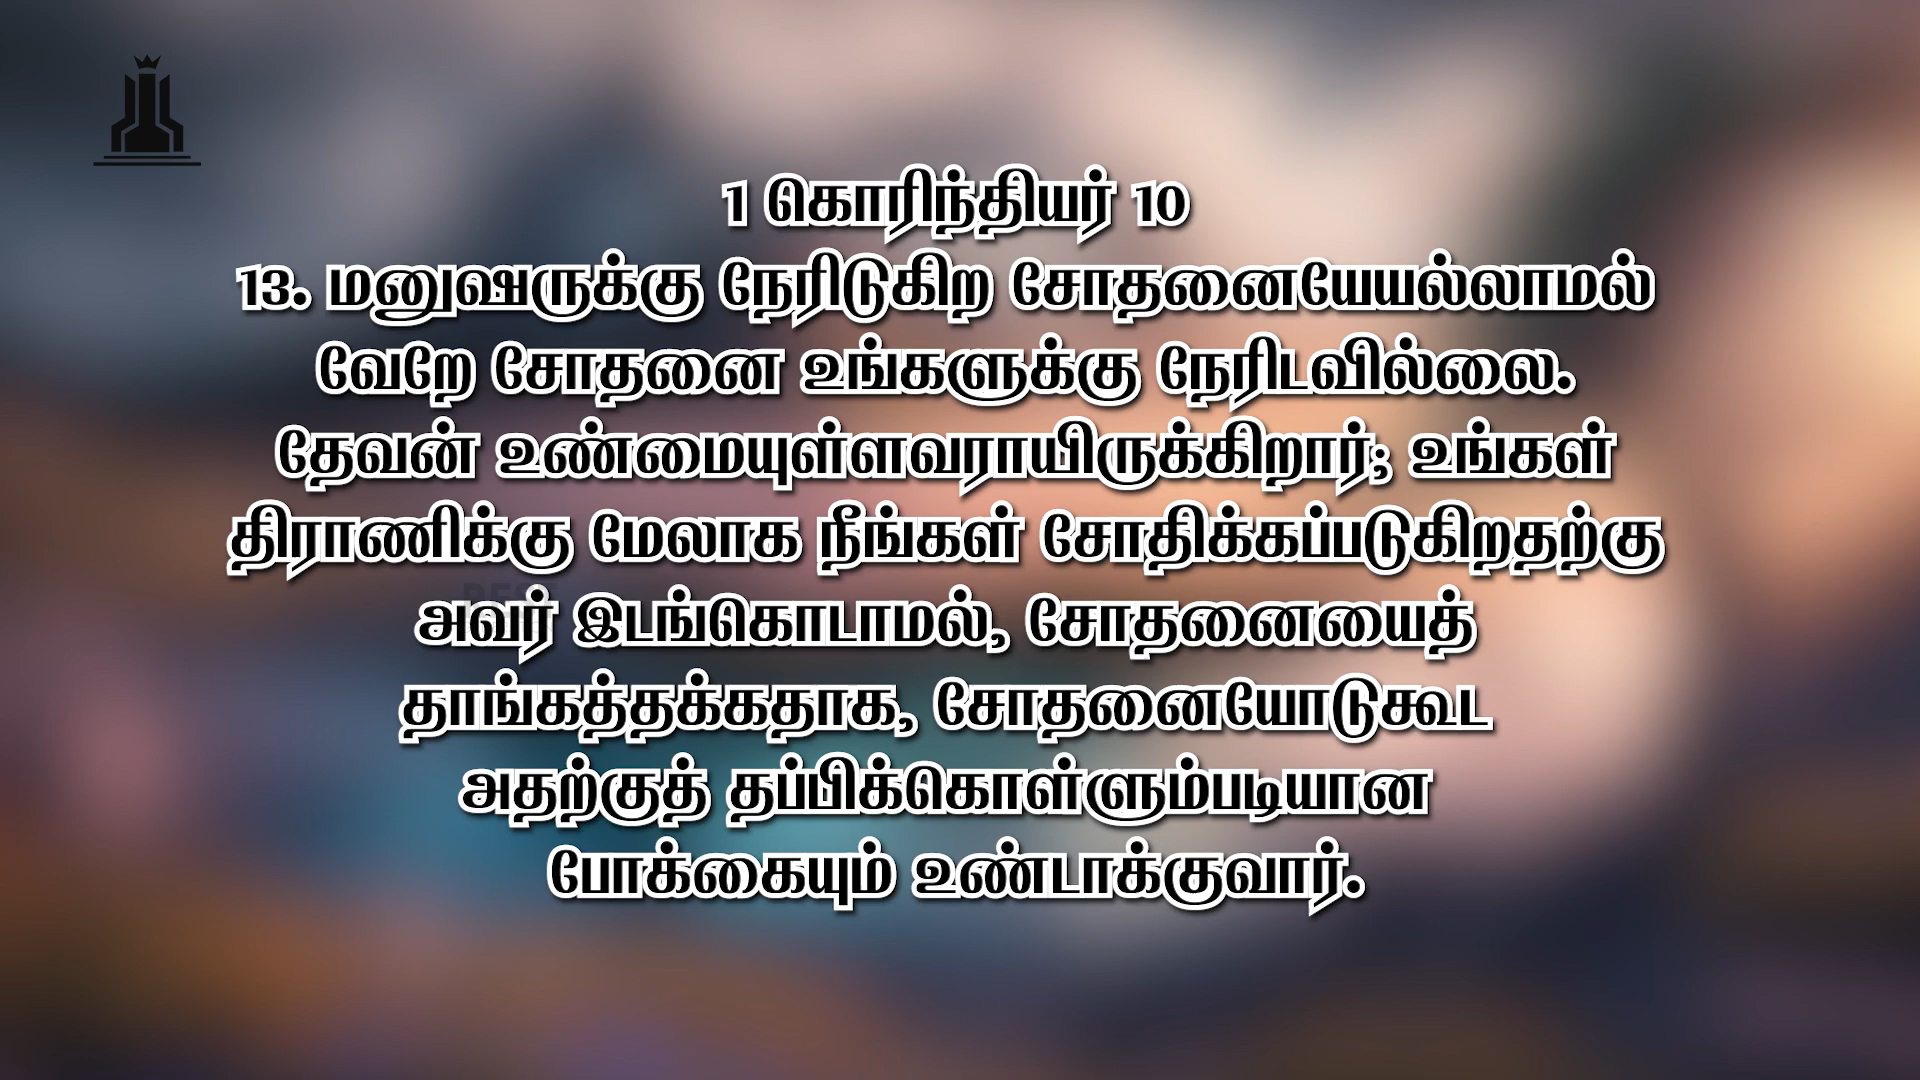 1 கொரிந்தியர் 10
13. மனுஷருக்கு நேரிடுகிற சோதனையேயல்லாமல்
வேறே சோதனை உங்களுக்கு நேரிடவில்லை.
தேவன் உண்மையுள்ளவராயிருக்கிறார்; உங்கள்
திராணிக்கு மேலாக நீங்கள் சோதிக்கப்படுகிறதற்கு
அவர் இடங்கொடாமல், சோதனையைத்
தாங்கத்தக்கதாக, சோதனையோடுகூட
அதற்குத் தப்பிக்கொள்ளும்படியான
போக்கையும் உண்டாக்குவார்.